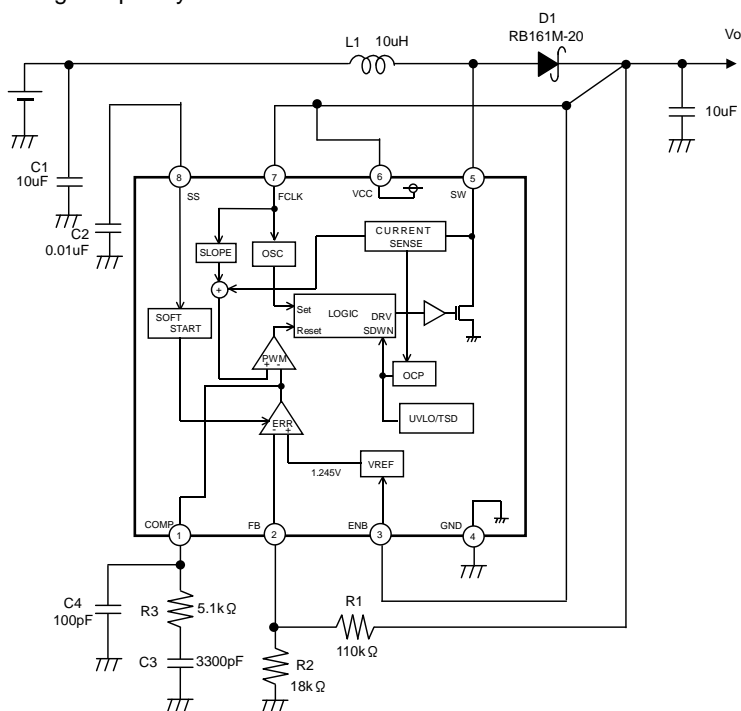 D1
RB161M-20
L1 10uH
Vo
10uF
C1
10uF
C2
0.01uF
8
SS
7
FCLK
6
VCC
5
SW
SLOPE
OSC
CURRENT
SENSE
+
Set
LOGIC
DRV
Reset
SDWN
SOFT
START
PWM
+ -
OCP
ERR
- +
UVLO/TSD
1.245V
VREF
COMP
1
FB
2
ENB
3
GND
4
C4
100pF
R3
5.1kΩ
C3
3300pF
R1
110kΩ
R2
18kΩ